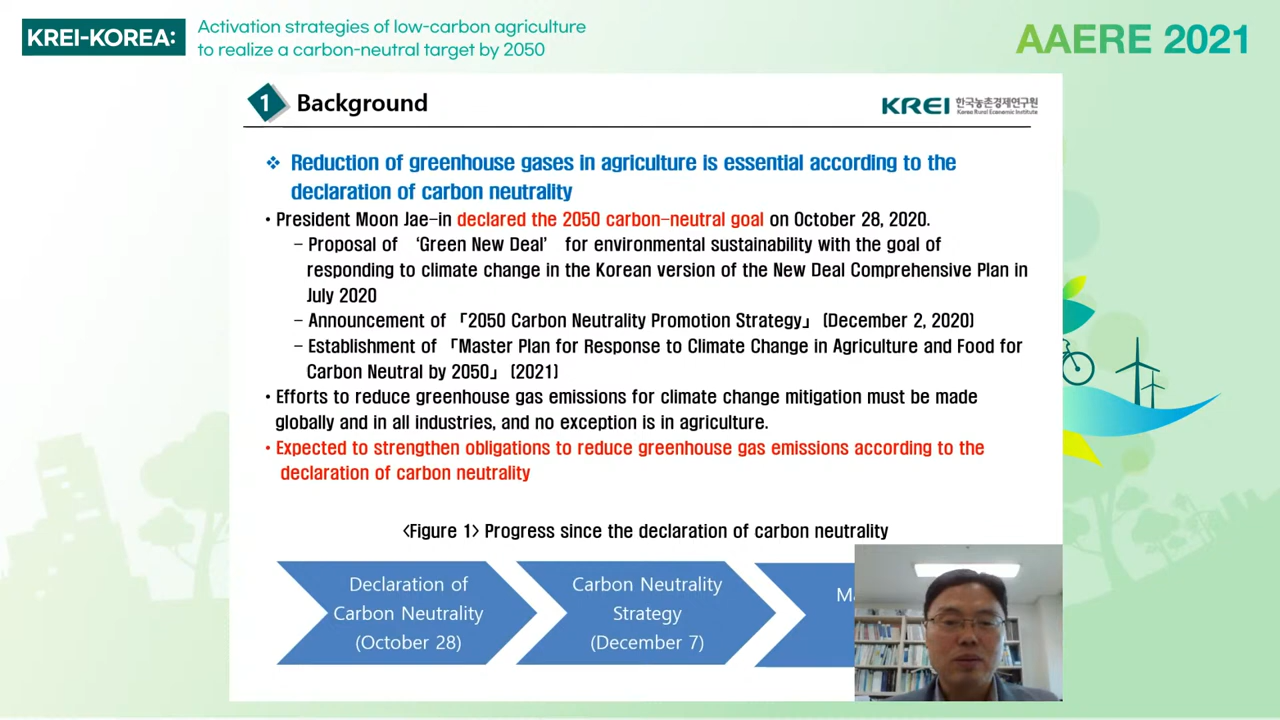 KREI-KOREA:
Activation strategies of low-carbon agriculture
to realize a carbon-neutral target by 2050
AAERE 2021
1 Background
KREI 한국농촌경제연구원
Korea Rural Economic Institute
❖ Reduction of greenhouse gases in agriculture is essential according to the
declaration of carbon neutrality
• President Moon Jae-in declared the 2050 carbon-neutral goal on October 28, 2020.
- Proposal of ‘Green New Deal’ for environmental sustainability with the goal of
responding to climate change in the Korean version of the New Deal Comprehensive Plan in
July 2020
- Announcement of 「2050 Carbon Neutrality Promotion Strategy」 (December 2, 2020)
- Establishment of 「Master Plan for Response to Climate Change in Agriculture and Food for
Carbon Neutral by 2050」 (2021)
• Efforts to reduce greenhouse gas emissions for climate change mitigation must be made
globally and in all industries, and no exception is in agriculture.
• Expected to strengthen obligations to reduce greenhouse gas emissions according to the
declaration of carbon neutrality
<Figure 1> Progress since the declaration of carbon neutrality
Declaration of
Carbon Neutrality
(October 28)
Carbon Neutrality
Strategy
(December 7)